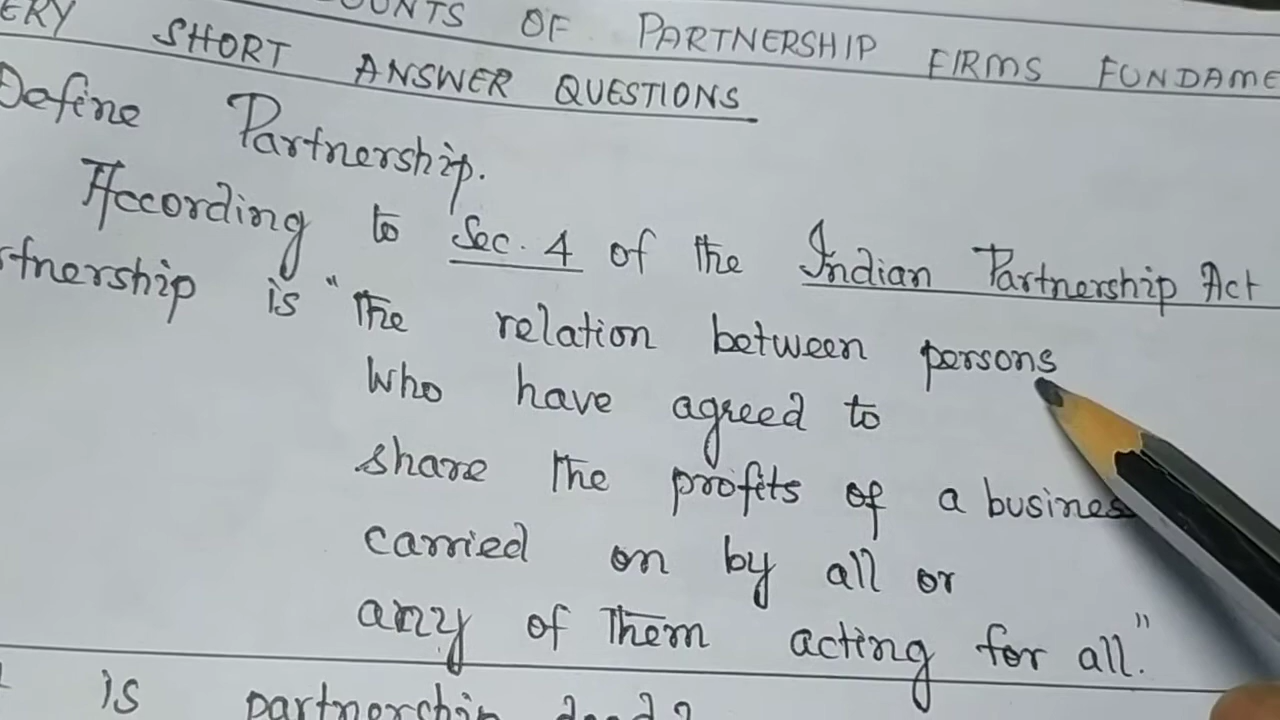 OUNTS OF PARTNERSHIP FIRMS FUNDAME
ERY SHORT ANSWER QUESTIONS
Define Partnership.
According to Sec. 4 of the Indian Partnership Act
rtnership is "the relation between persons
who have agreed to
share the profits of a busines
carried on by all or
any of them acting for all."
is partnership deed?